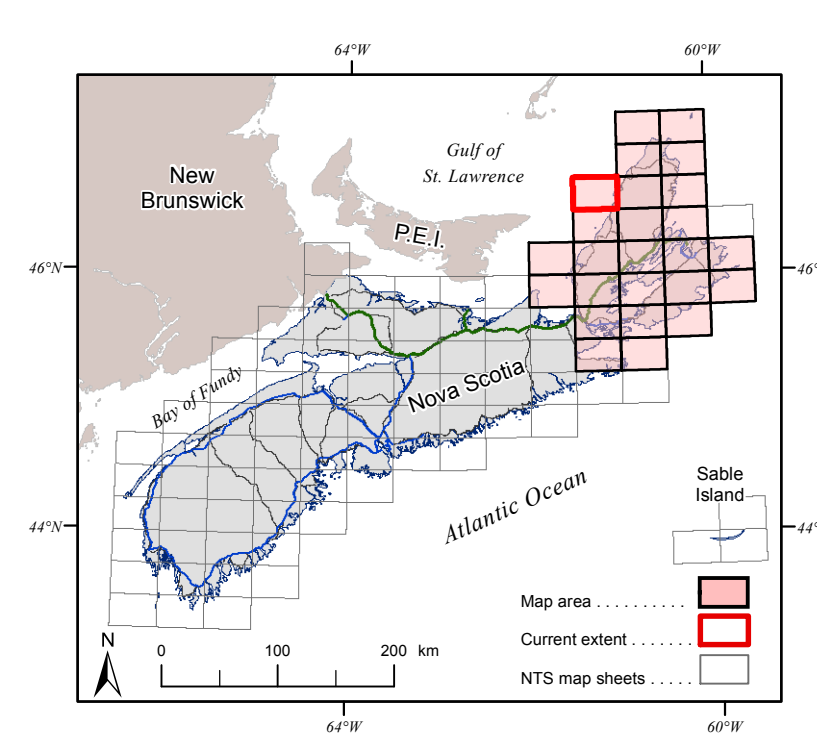 64°W
60°W
Gulf of
St. Lawrence
New
Brunswick
P.E.I.
46°N
46°
Bay of Fundy
Nova Scotia
Sable
Island
Atlantic Ocean
44°N
44°
Map area . . . . . . . . . .
Current extent . . . . . . .
NTS map sheets . . . . .
N
0 100 200 km
64°W
60°W